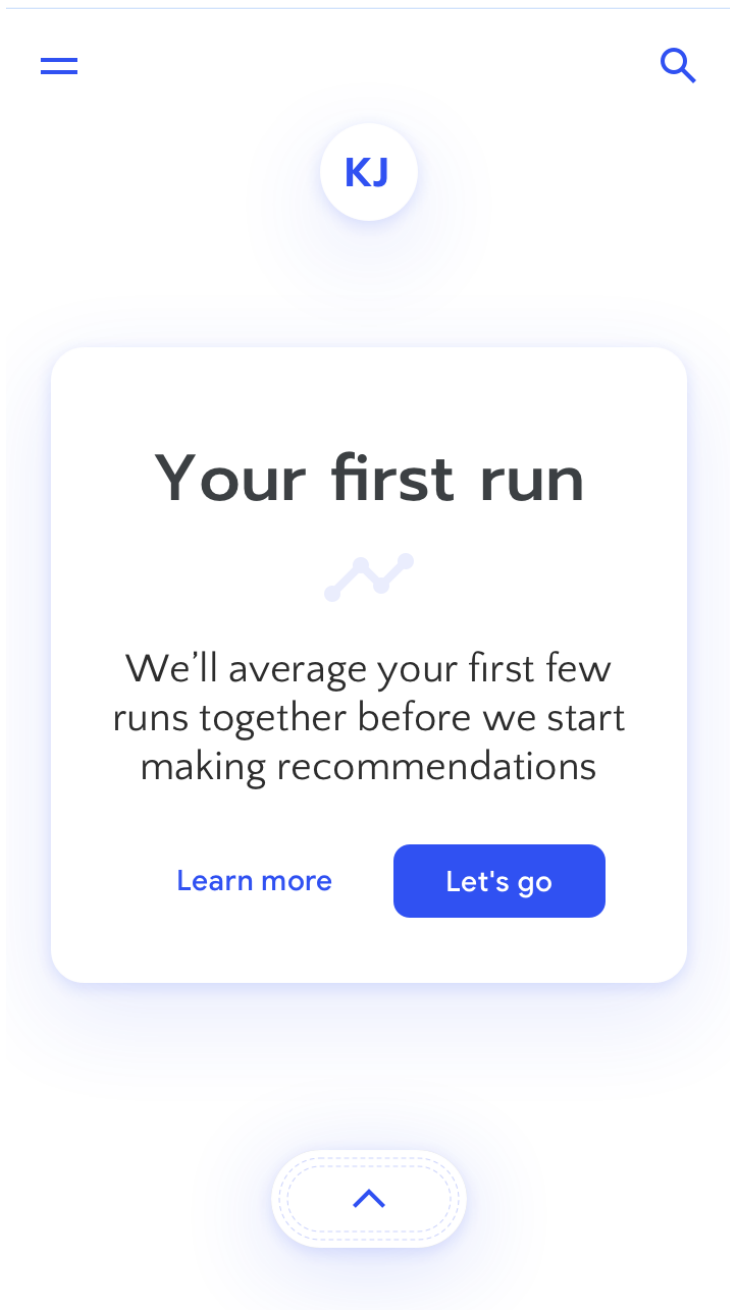 KJ
Your first run
We’ll average your first few
runs together before we start
making recommendations
Learn more
Let's go